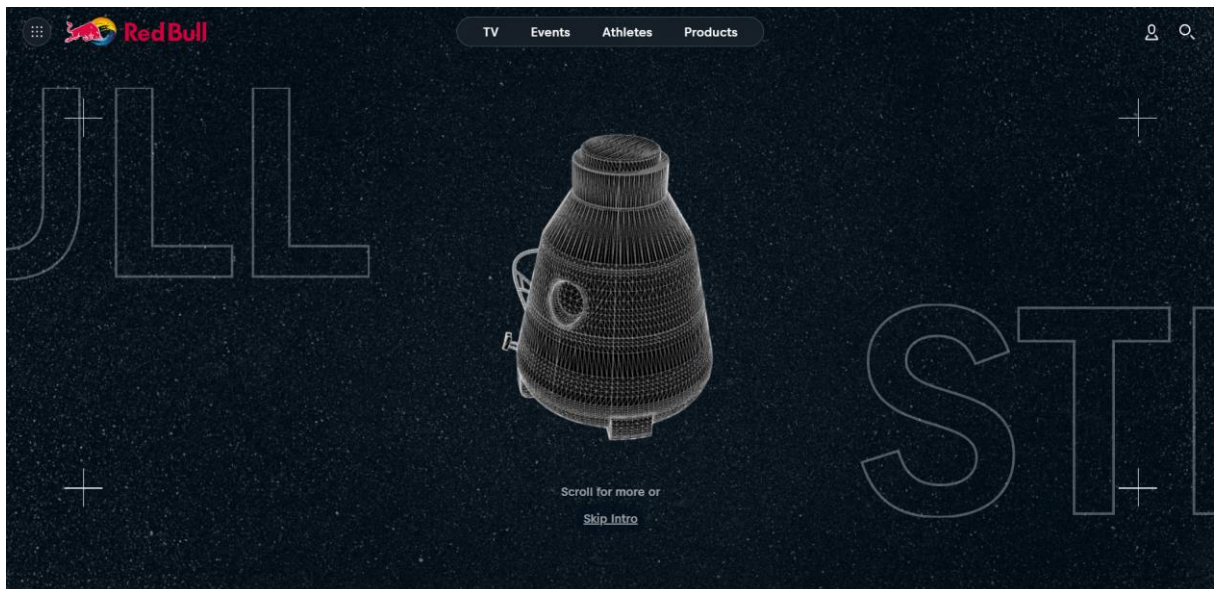 Red Bull
TV Events Athletes Products
ULL
ST
Scroll for more or
Skip Intro